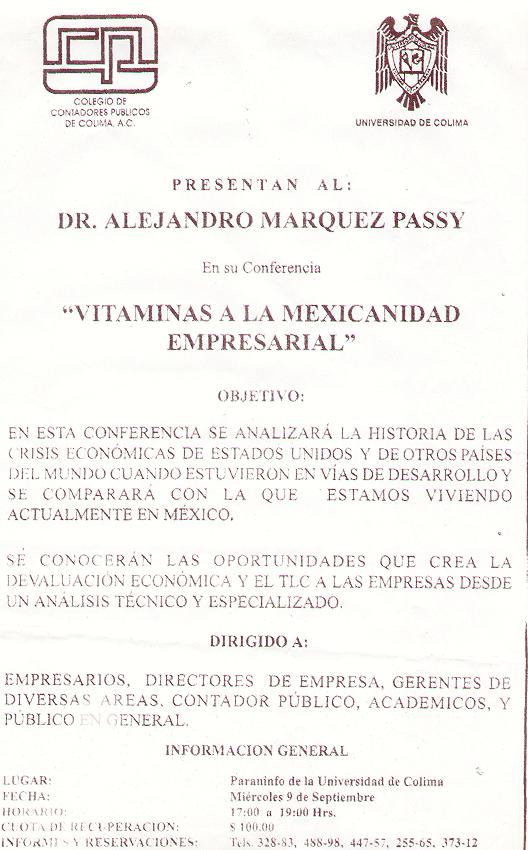 COLEGIO DE
CONTADORES PUBLICOS
DE COLIMA, A.C.
UNIVERSIDAD DE COLIMA
PRESENTAN AL:
DR. ALEJANDRO MARQUEZ PASSY
En su Conferencia
“VITAMINAS A LA MEXICANIDAD
EMPRESARIAL”
OBJETIVO:
EN ESTA CONFERENCIA SE ANALIZARÁ LA HISTORIA DE LAS
CRISIS ECONÓMICAS DE ESTADOS UNIDOS Y DE OTROS PAÍSES
DEL MUNDO CUANDO ESTUVIERON EN VÍAS DE DESARROLLO Y
SE COMPARARÁ CON LA QUE ESTAMOS VIVIENDO
ACTUALMENTE EN MÉXICO.
SE CONOCERÁN LAS OPORTUNIDADES QUE CREA LA
DEVALUACIÓN ECONÓMICA Y EL TLC A LAS EMPRESAS DESDE
UN ANÁLISIS TÉCNICO Y ESPECIALIZADO.
DIRIGIDO A:
EMPRESARIOS, DIRECTORES DE EMPRESA, GERENTES DE
DIVERSAS AREAS, CONTADOR PÚBLICO, ACADEMICOS, Y
PÚBLICO EN GENERAL.
INFORMACION GENERAL
LUGAR: Paraninfo de la Universidad de Colima
FECHA: Miércoles 9 de Septiembre
HORARIO: 17:00 a 19:00 Hrs.
CUOTA DE RECUPERACION: $ 100.00
INFORMES Y RESERVACIONES: Tels. 328-83, 488-98, 447-57, 255-65, 373-12